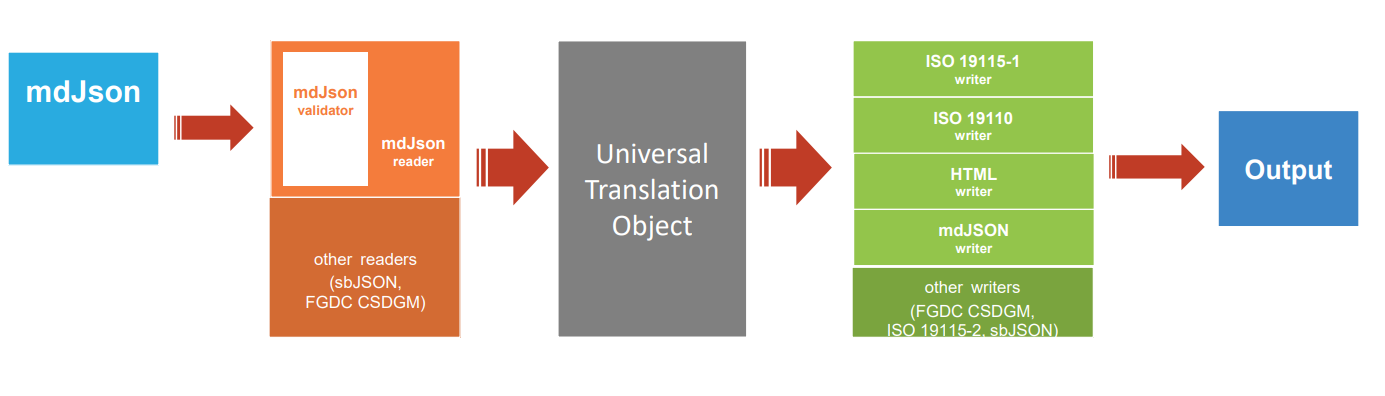 mdJson
mdJson
validator
mdJson
reader
other readers
(sbJSON,
FGDC CSDGM)
Universal
Translation
Object
ISO 19115-1
writer
ISO 19110
writer
HTML
writer
mdJSON
writer
other writers
(FGDC CSDGM,
ISO 19115-2, sbJSON)
Output